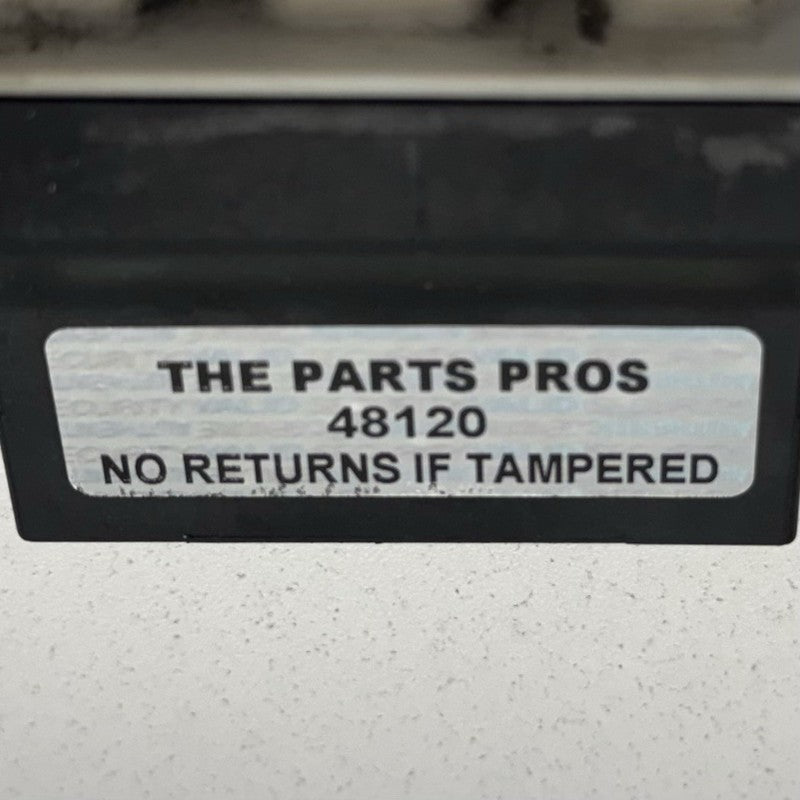 THE PARTS PROS
48120
NO RETURNS IF TAMPERED